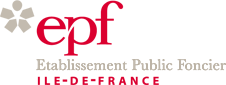 epf
Etablissement Public Foncier
ILE-DE-FRANCE